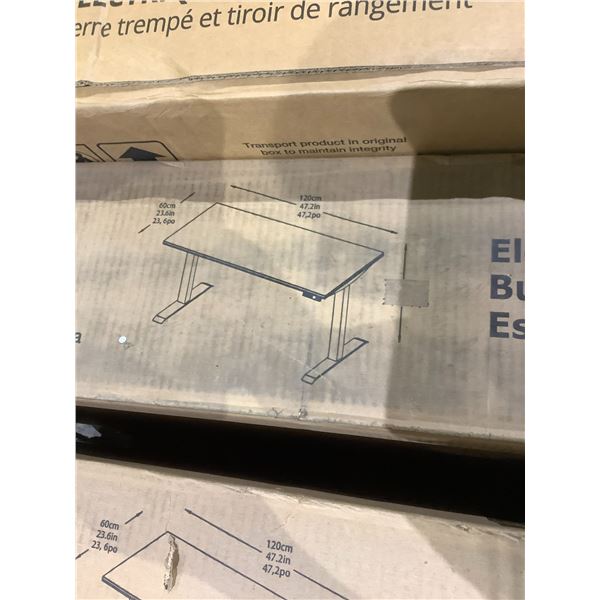 erre trempé et tiroir de rangement
Transport product in original
box to maintain integrity
60cm
23.6in
23, 6po
120cm
47.2in
47,2po
El
Bu
Es
a
60cm
23.6in
23, 6po
120cm
47.2in
47,2po